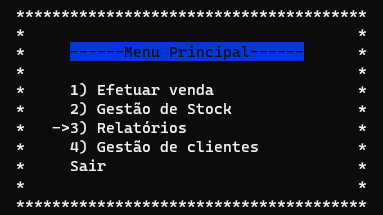 ***************************************
*                                     *
*     ------Menu Principal------      *
*                                     *
*     1) Efetuar venda                *
*     2) Gestão de Stock              *
*   ->3) Relatórios                   *
*     4) Gestão de clientes           *
*     Sair                            *
*                                     *
***************************************